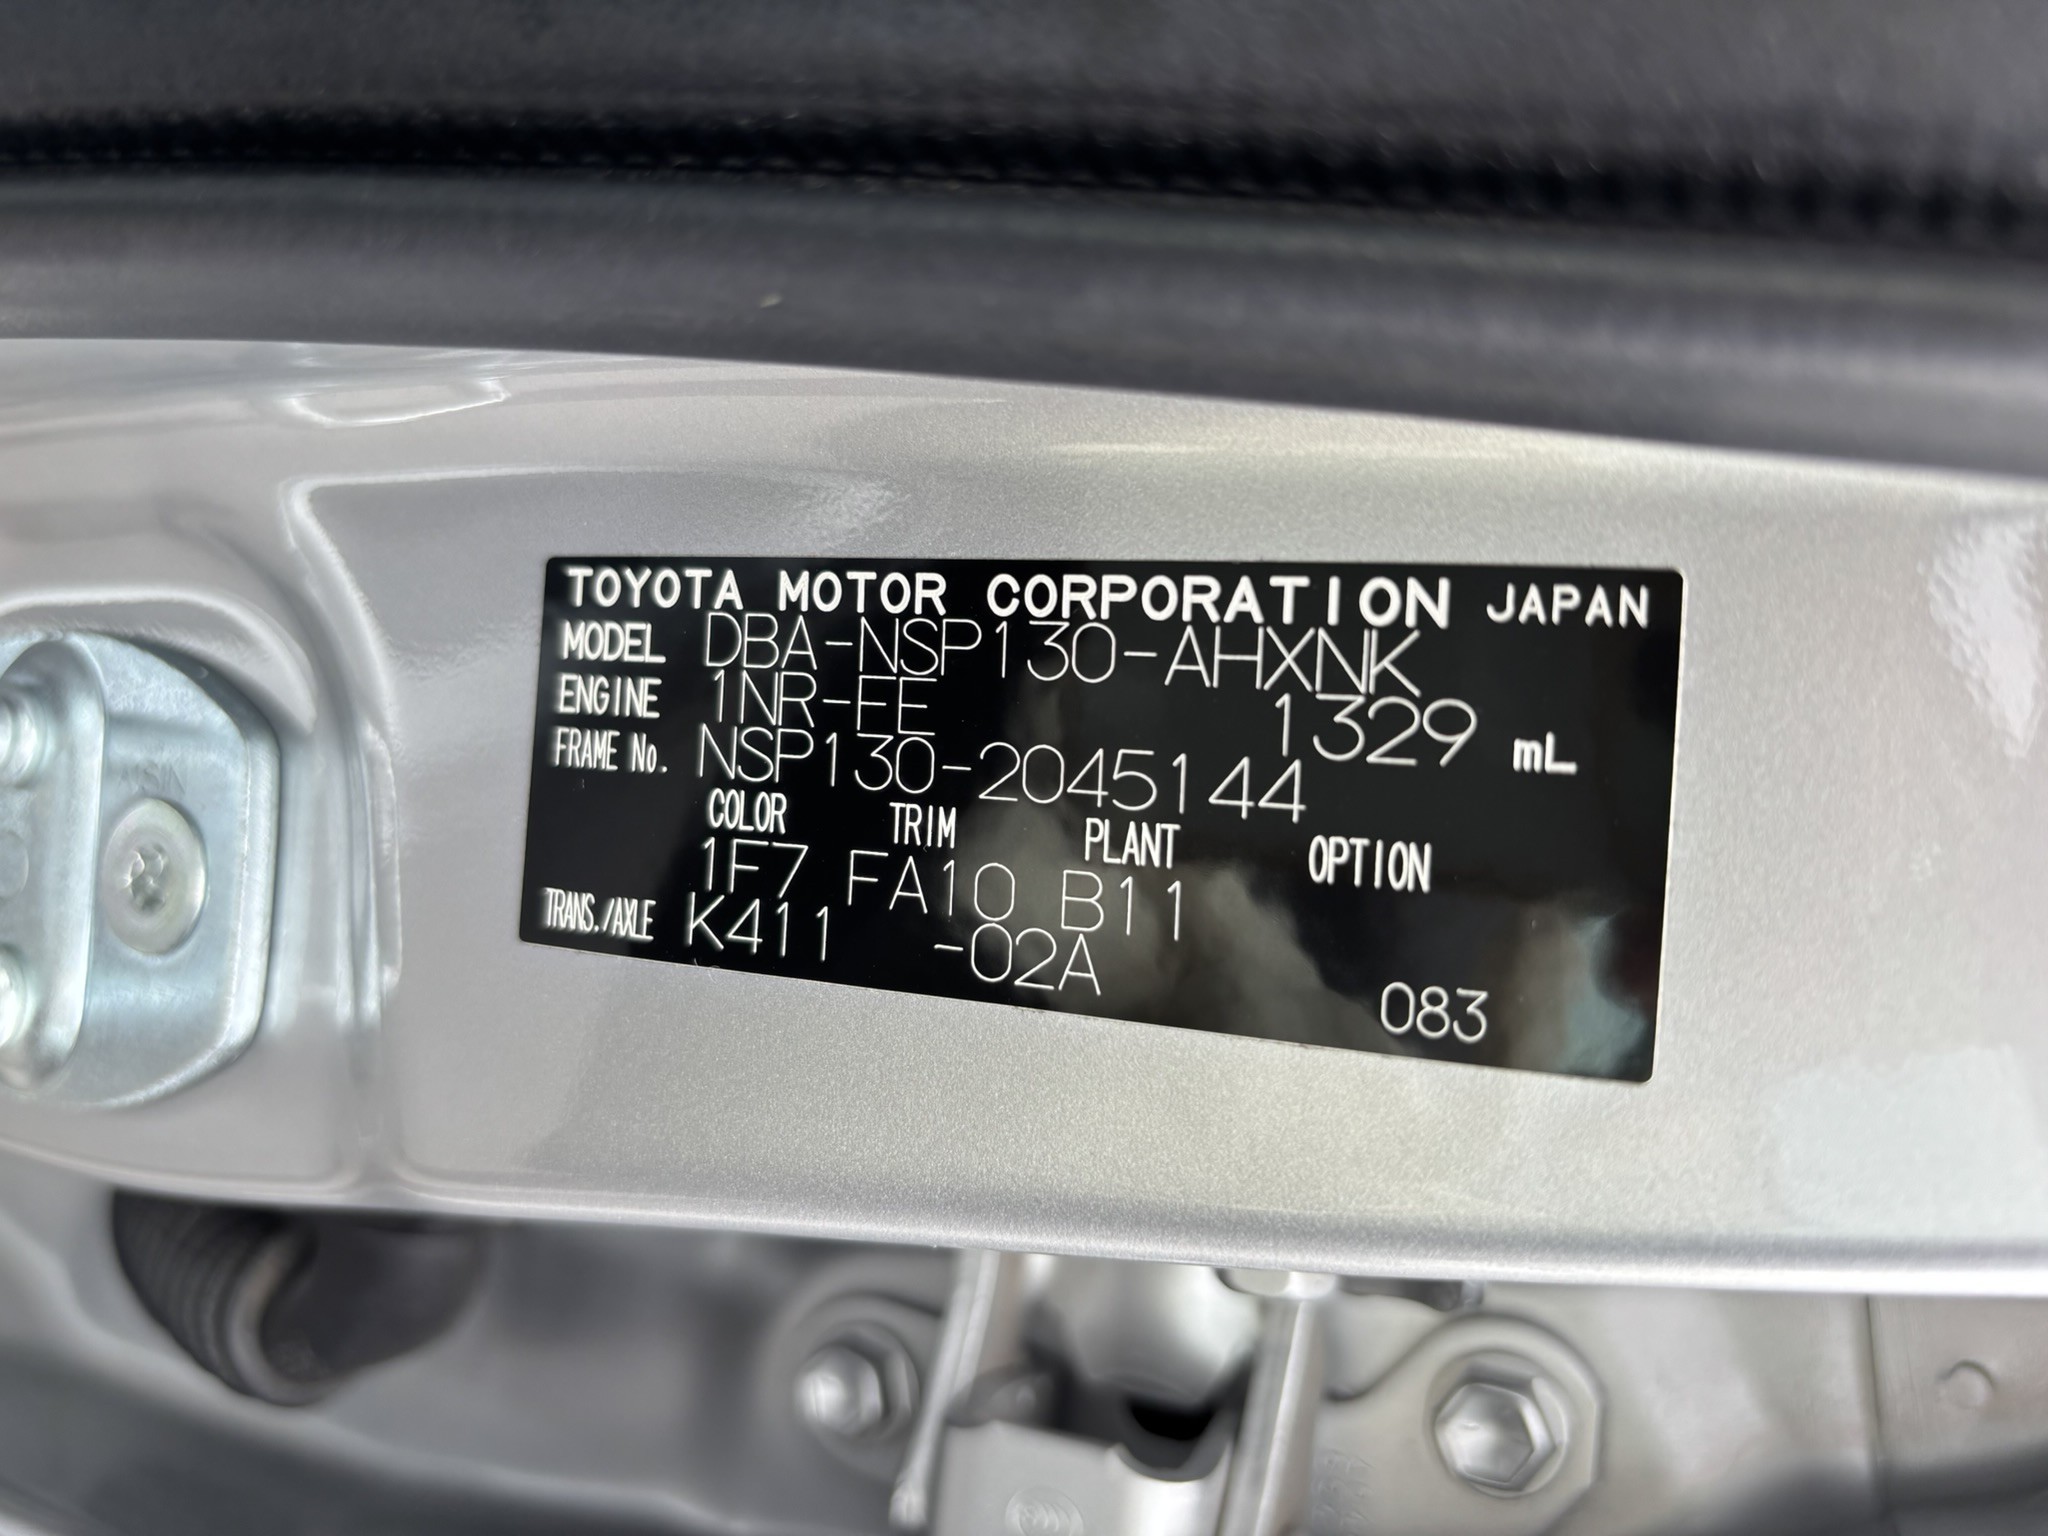 TOYOTA MOTOR CORPORATION JAPAN
MODEL DBA-NSP130-AHXNK
ENGINE 1NR-FE 1329 mL
FRAME No. NSP130-2045144
COLOR TRIM PLANT OPTION
1F7 FA10 B11
TRANS./AXLE K411 -02A
083
AISIN